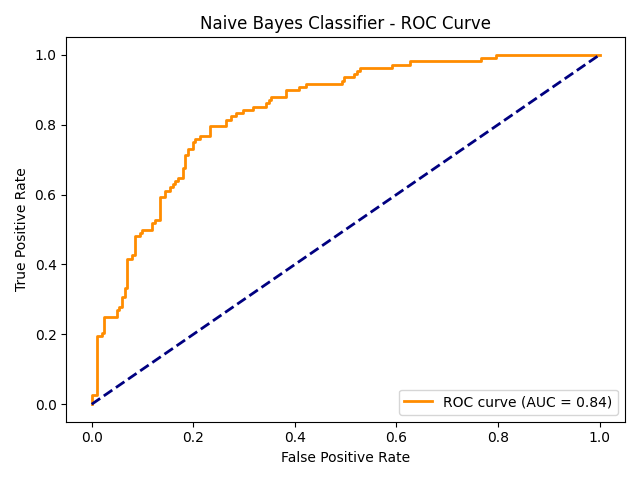 Naive Bayes Classifier - ROC Curve
1.0
0.8
0.6
0.4
0.2
0.0
True Positive Rate
ROC curve (AUC = 0.84)
0.0 0.2 0.4 0.6 0.8 1.0
False Positive Rate